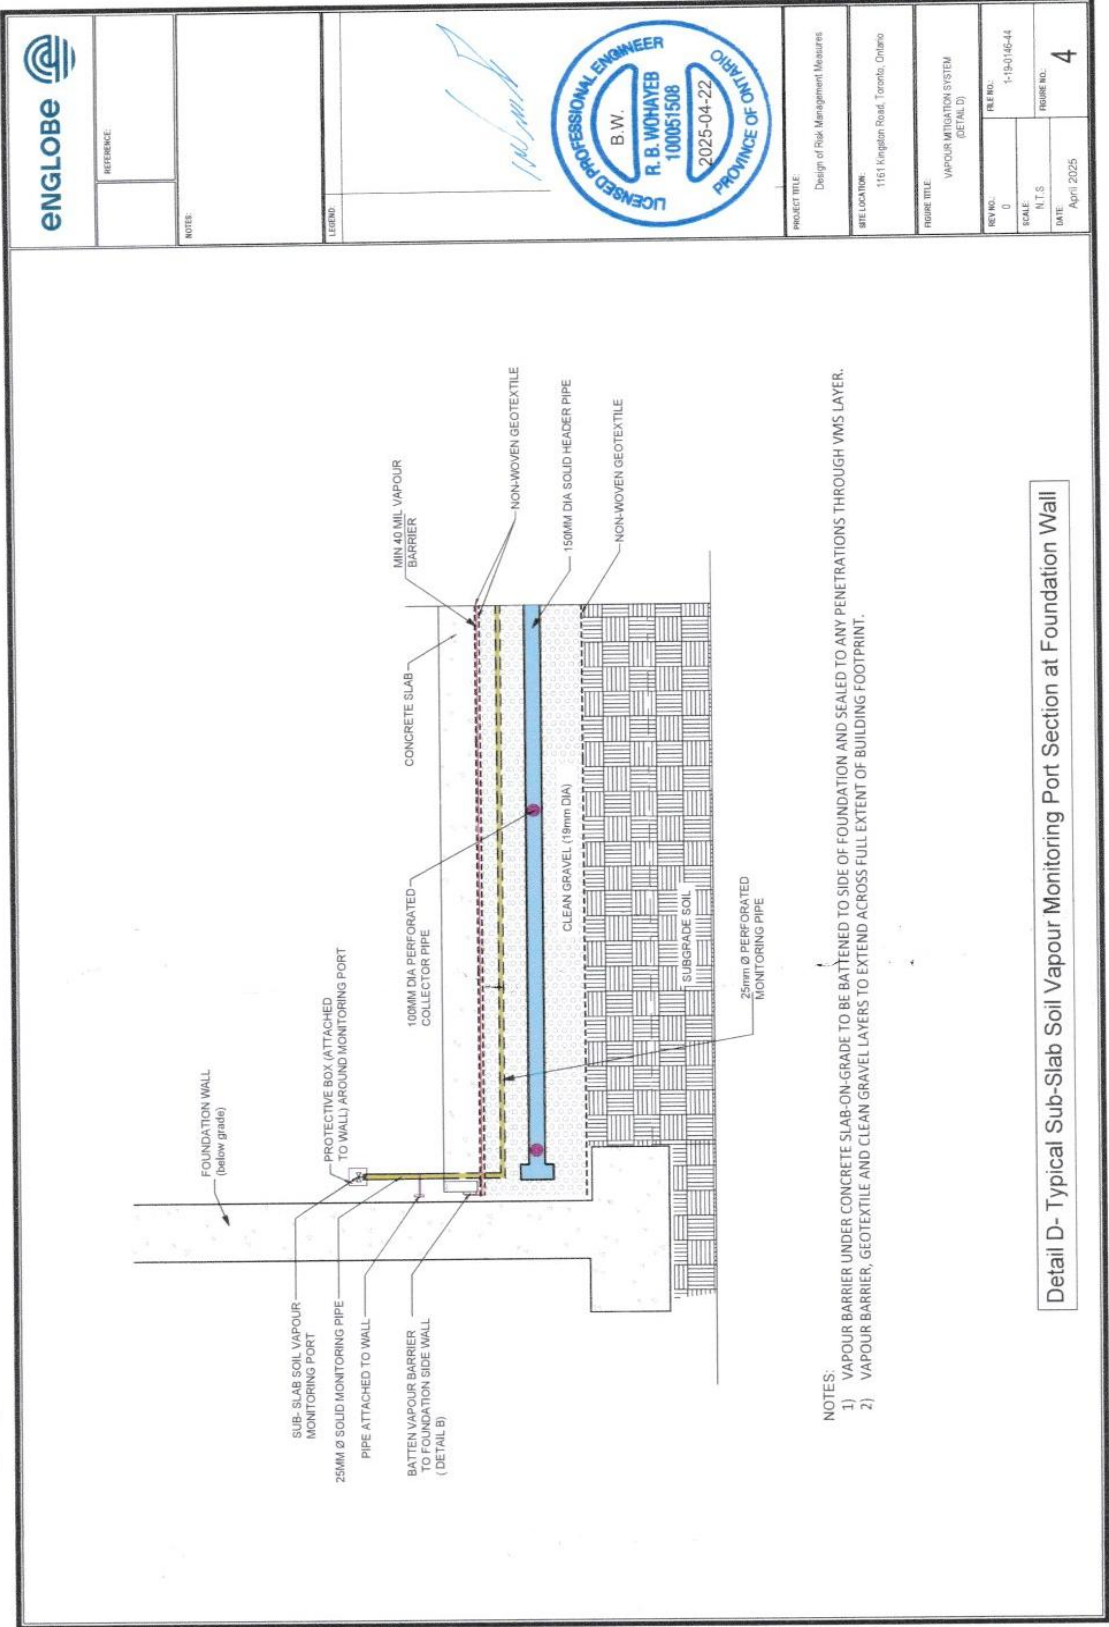 eNGLOBe
REFERENCE:
NOTES:
LEGEND:
LICENSED PROFESSIONAL ENGINEER
B.W.
R. B. WOHAYEB
100051508
2025-04-22
PROVINCE OF ONTARIO
PROJECT TITLE:
Design of Risk Management Measures
SITE LOCATION:
1161 Kingston Road, Toronto, Ontario
FIGURE TITLE:
VAPOUR MITIGATION SYSTEM
(DETAIL D)
REV NO.:
0
FILE NO.:
1-19-0146-44
SCALE:
N.T.S
DATE:
April 2025
FIGURE NO.:
4
FOUNDATION WALL
(below grade)
SUB- SLAB SOIL VAPOUR
MONITORING PORT
25MM Ø SOLID MONITORING PIPE
PIPE ATTACHED TO WALL
BATTEN VAPOUR BARRIER
TO FOUNDATION SIDE WALL
( DETAIL B)
PROTECTIVE BOX (ATTACHED
TO WALL) AROUND MONITORING PORT
100MM DIA PERFORATED
COLLECTOR PIPE
CONCRETE SLAB
MIN 40 MIL VAPOUR
BARRIER
NON-WOVEN GEOTEXTILE
150MM DIA SOLID HEADER PIPE
NON-WOVEN GEOTEXTILE
CLEAN GRAVEL (19mm DIA)
SUBGRADE SOIL
25mm Ø PERFORATED
MONITORING PIPE
NOTES:
1) VAPOUR BARRIER UNDER CONCRETE SLAB-ON-GRADE TO BE BATTENED TO SIDE OF FOUNDATION AND SEALED TO ANY PENETRATIONS THROUGH VMS LAYER.
2) VAPOUR BARRIER, GEOTEXTILE AND CLEAN GRAVEL LAYERS TO EXTEND ACROSS FULL EXTENT OF BUILDING FOOTPRINT.
Detail D- Typical Sub-Slab Soil Vapour Monitoring Port Section at Foundation Wall